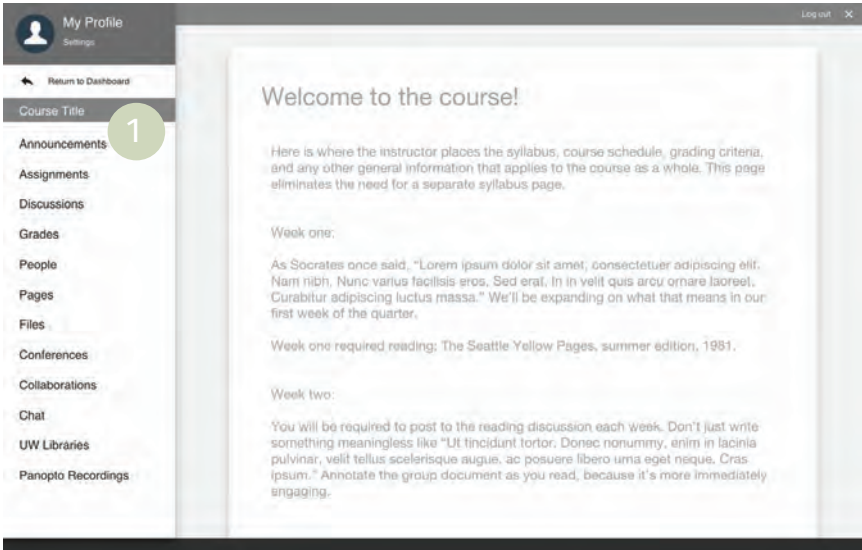 My Profile
Settings
Log out ✕
Return to Dashboard
Course Title
1
Announcements
Assignments
Discussions
Grades
People
Pages
Files
Conferences
Collaborations
Chat
UW Libraries
Panopto Recordings
Welcome to the course!
Here is where the instructor places the syllabus, course schedule, grading criteria,
and any other general information that applies to the course as a whole. This page
eliminates the need for a separate syllabus page.
Week one:
As Socrates once said, "Lorem ipsum dolor sit amet, consectetuer adipiscing elit.
Nam nibh. Nunc varius facilisis eros. Sed erat. In in velit quis arcu ornare laoreet.
Curabitur adipiscing luctus massa." We'll be expanding on what that means in our
first week of the quarter.
Week one required reading: The Seattle Yellow Pages, summer edition, 1981.
Week two:
You will be required to post to the reading discussion each week. Don't just write
something meaningless like "Ut tincidunt tortor. Donec nonummy, enim in lacinia
pulvinar, velit tellus scelerisque augue, ac posuere libero urna eget neque. Cras
ipsum." Annotate the group document as you read, because it's more immediately
engaging.